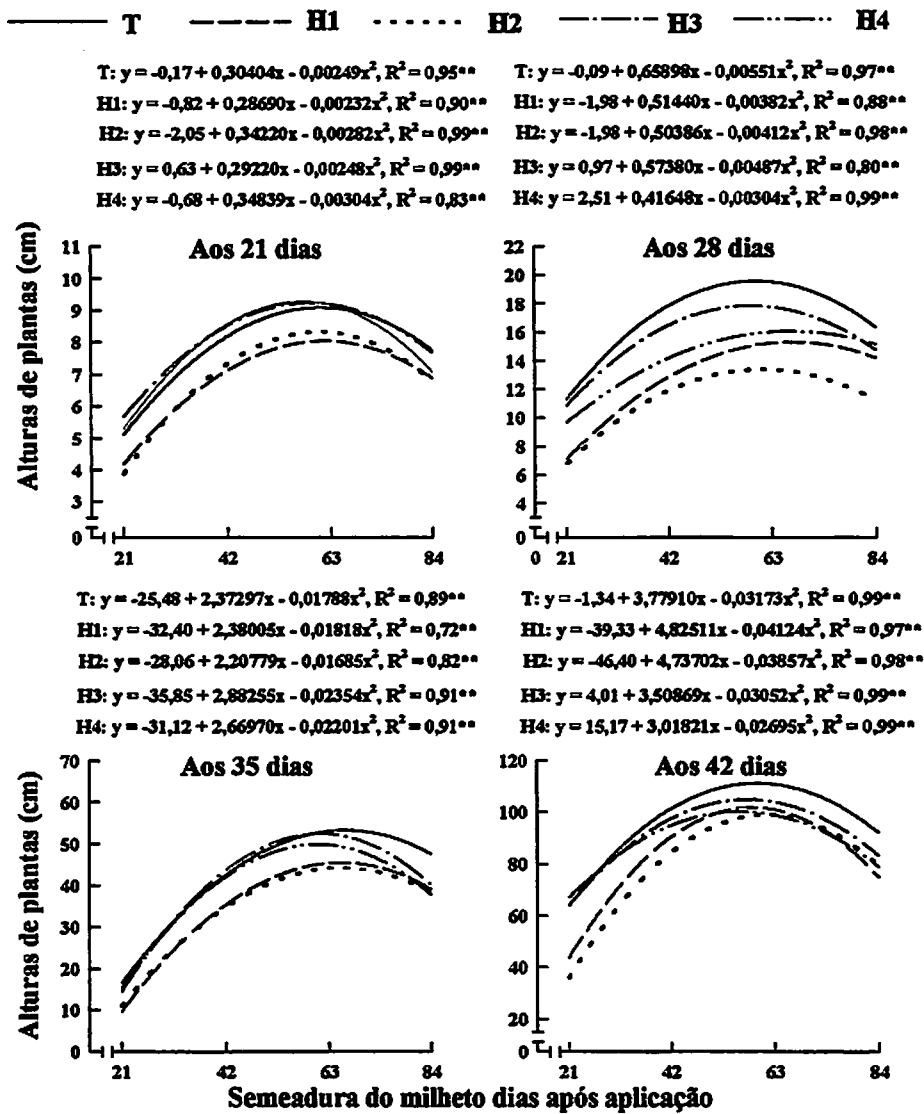 T H1 H2 H3 H4
T: y = -0,17 + 0,30404x - 0,00249x², R² = 0,95**
H1: y = -0,82 + 0,28690x - 0,00232x², R² = 0,90**
H2: y = -2,05 + 0,34220x - 0,00282x², R² = 0,99**
H3: y = 0,63 + 0,29220x - 0,00248x², R² = 0,99**
H4: y = -0,68 + 0,34839x - 0,00304x², R² = 0,83**
T: y = -0,09 + 0,65898x - 0,00551x², R² = 0,97**
H1: y = -1,98 + 0,51440x - 0,00382x², R² = 0,88**
H2: y = -1,98 + 0,50386x - 0,00412x², R² = 0,98**
H3: y = 0,97 + 0,57380x - 0,00487x², R² = 0,80**
H4: y = 2,51 + 0,41648x - 0,00304x², R² = 0,99**
Alturas de plantas (cm)
Aos 21 dias
11
10
9
8
7
6
5
4
3
0
21 42 63 84
Aos 28 dias
22
20
18
16
14
12
10
8
6
4
0
0 21 42 63 84
T: y = -25,48 + 2,37297x - 0,01788x², R² = 0,89**
H1: y = -32,40 + 2,38005x - 0,01818x², R² = 0,72**
H2: y = -28,06 + 2,20779x - 0,01685x², R² = 0,82**
H3: y = -35,85 + 2,88255x - 0,02354x², R² = 0,91**
H4: y = -31,12 + 2,66970x - 0,02201x², R² = 0,91**
T: y = -1,34 + 3,77910x - 0,03173x², R² = 0,99**
H1: y = -39,33 + 4,82511x - 0,04124x², R² = 0,97**
H2: y = -46,40 + 4,73702x - 0,03857x², R² = 0,98**
H3: y = 4,01 + 3,50869x - 0,03052x², R² = 0,99**
H4: y = 15,17 + 3,01821x - 0,02695x², R² = 0,99**
Alturas de plantas (cm)
Aos 35 dias
70
60
50
40
30
20
10
0
21 42 63 84
Aos 42 dias
120
100
80
60
40
20
0
21 42 63 84
Semeadura do milheto dias após aplicação